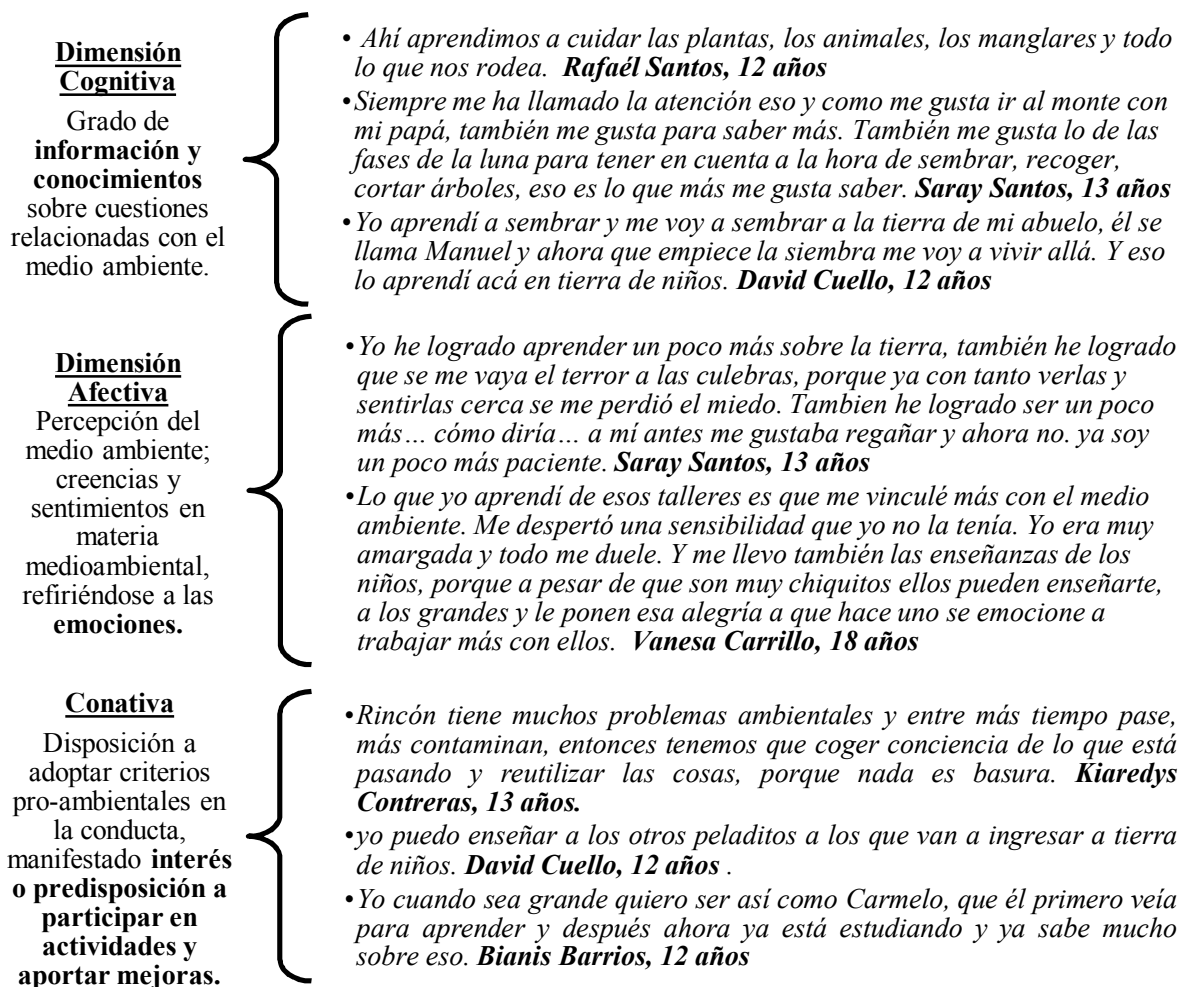 Dimensión
Cognitiva
Grado de
información y
conocimientos
sobre cuestiones
relacionadas con el
medio ambiente.
• Ahí aprendimos a cuidar las plantas, los animales, los manglares y todo
lo que nos rodea. Rafaél Santos, 12 años
•Siempre me ha llamado la atención eso y como me gusta ir al monte con
mi papá, también me gusta para saber más. También me gusta lo de las
fases de la luna para tener en cuenta a la hora de sembrar, recoger,
cortar árboles, eso es lo que más me gusta saber. Saray Santos, 13 años
•Yo aprendí a sembrar y me voy a sembrar a la tierra de mi abuelo, él se
llama Manuel y ahora que empiece la siembra me voy a vivir allá. Y eso
lo aprendí acá en tierra de niños. David Cuello, 12 años
Dimensión
Afectiva
Percepción del
medio ambiente;
creencias y
sentimientos en
materia
medioambiental,
refiriéndose a las
emociones.
•Yo he logrado aprender un poco más sobre la tierra, también he logrado
que se me vaya el terror a las culebras, porque ya con tanto verlas y
sentirlas cerca se me perdió el miedo. Tambien he logrado ser un poco
más… cómo diría… a mí antes me gustaba regañar y ahora no. ya soy
un poco más paciente. Saray Santos, 13 años
•Lo que yo aprendí de esos talleres es que me vinculé más con el medio
ambiente. Me despertó una sensibilidad que yo no la tenía. Yo era muy
amargada y todo me duele. Y me llevo también las enseñanzas de los
niños, porque a pesar de que son muy chiquitos ellos pueden enseñarte,
a los grandes y le ponen esa alegría a que hace uno se emocione a
trabajar más con ellos. Vanesa Carrillo, 18 años
Conativa
Disposición a
adoptar criterios
pro-ambientales en
la conducta,
manifestado interés
o predisposición a
participar en
actividades y
aportar mejoras.
•Rincón tiene muchos problemas ambientales y entre más tiempo pase,
más contaminan, entonces tenemos que coger conciencia de lo que está
pasando y reutilizar las cosas, porque nada es basura. Kiaredys
Contreras, 13 años.
•yo puedo enseñar a los otros peladitos a los que van a ingresar a tierra
de niños. David Cuello, 12 años .
•Yo cuando sea grande quiero ser así como Carmelo, que él primero veía
para aprender y después ahora ya está estudiando y ya sabe mucho
sobre eso. Bianis Barrios, 12 años